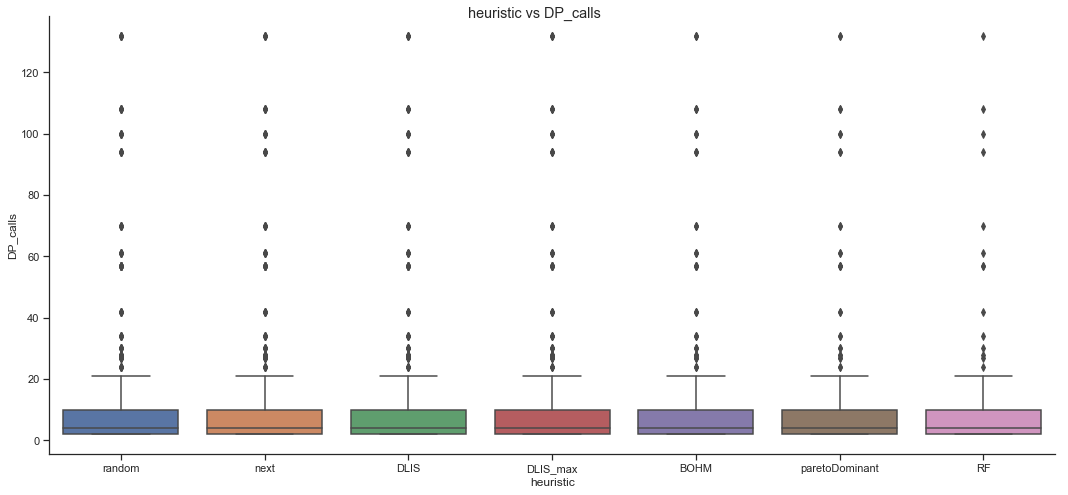 heuristic vs DP_calls
DP_calls
120
100
80
60
40
20
0
random next DLIS DLIS_max BOHM paretoDominant RF
heuristic